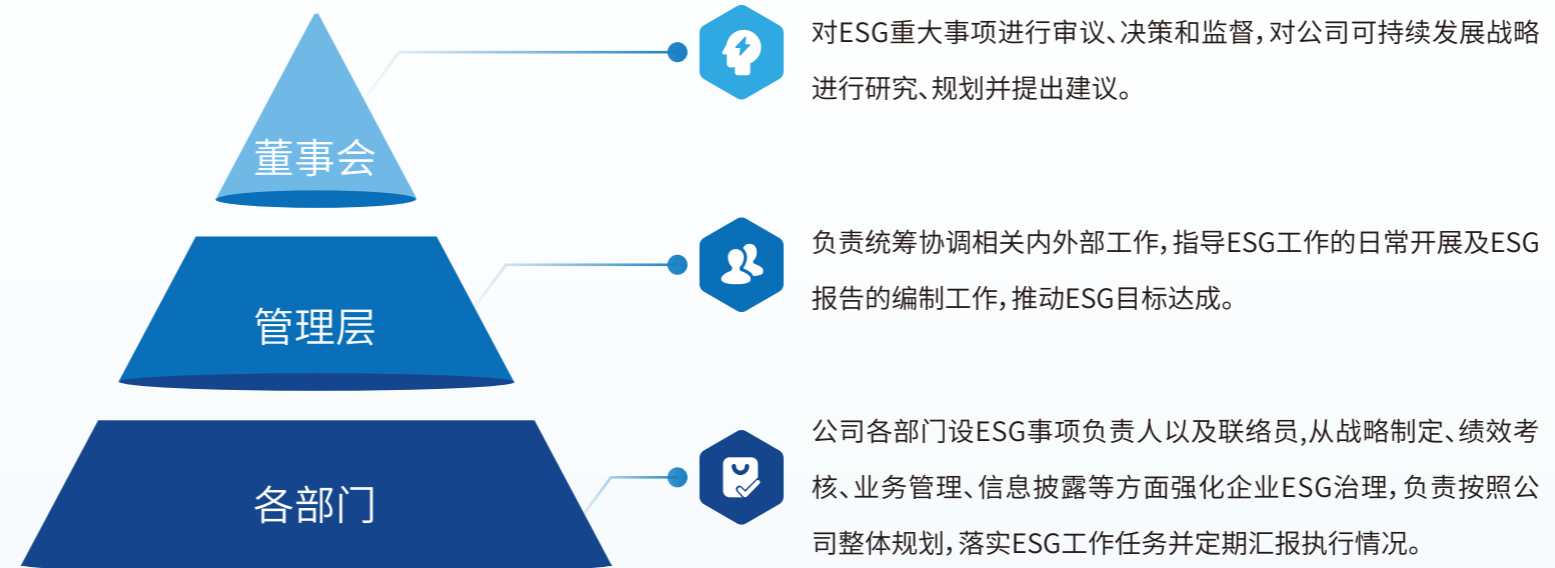 对ESG重大事项进行审议、决策和监督，对公司可持续发展战略
进行研究、规划并提出建议。
董事会
负责统筹协调相关内外部工作，指导ESG工作的日常开展及ESG
报告的编制工作，推动ESG目标达成。
管理层
公司各部门设ESG事项负责人以及联络员,从战略制定、绩效考
核、业务管理、信息披露等方面强化企业ESG治理，负责按照公
司整体规划，落实ESG工作任务并定期汇报执行情况。
各部门